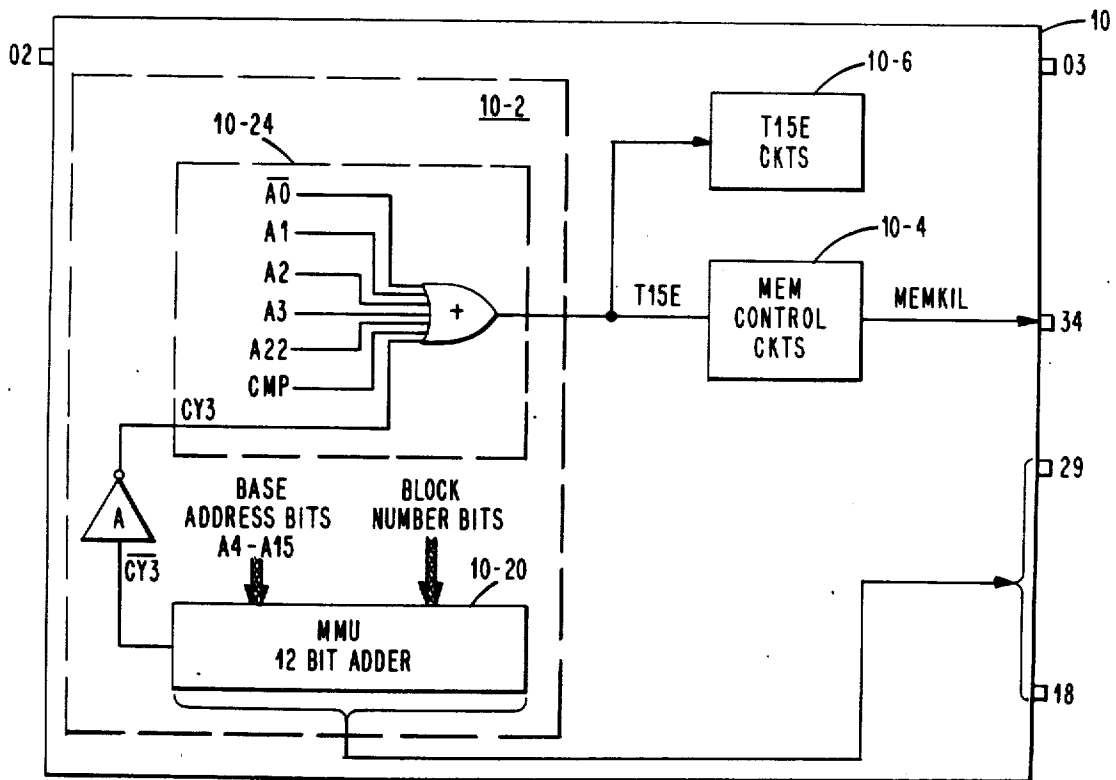 10
02
03
10-6
10-2
10-24
T15E
CKTS
A̅0̅
A1
A2
A3
A22
CMP
+
10-4
T15E
MEM
CONTROL
CKTS
MEMKIL
34
CY3
29
BASE
ADDRESS BITS
A4-A15
BLOCK
NUMBER BITS
A
C̅Y̅3̅
10-20
MMU
12 BIT ADDER
18